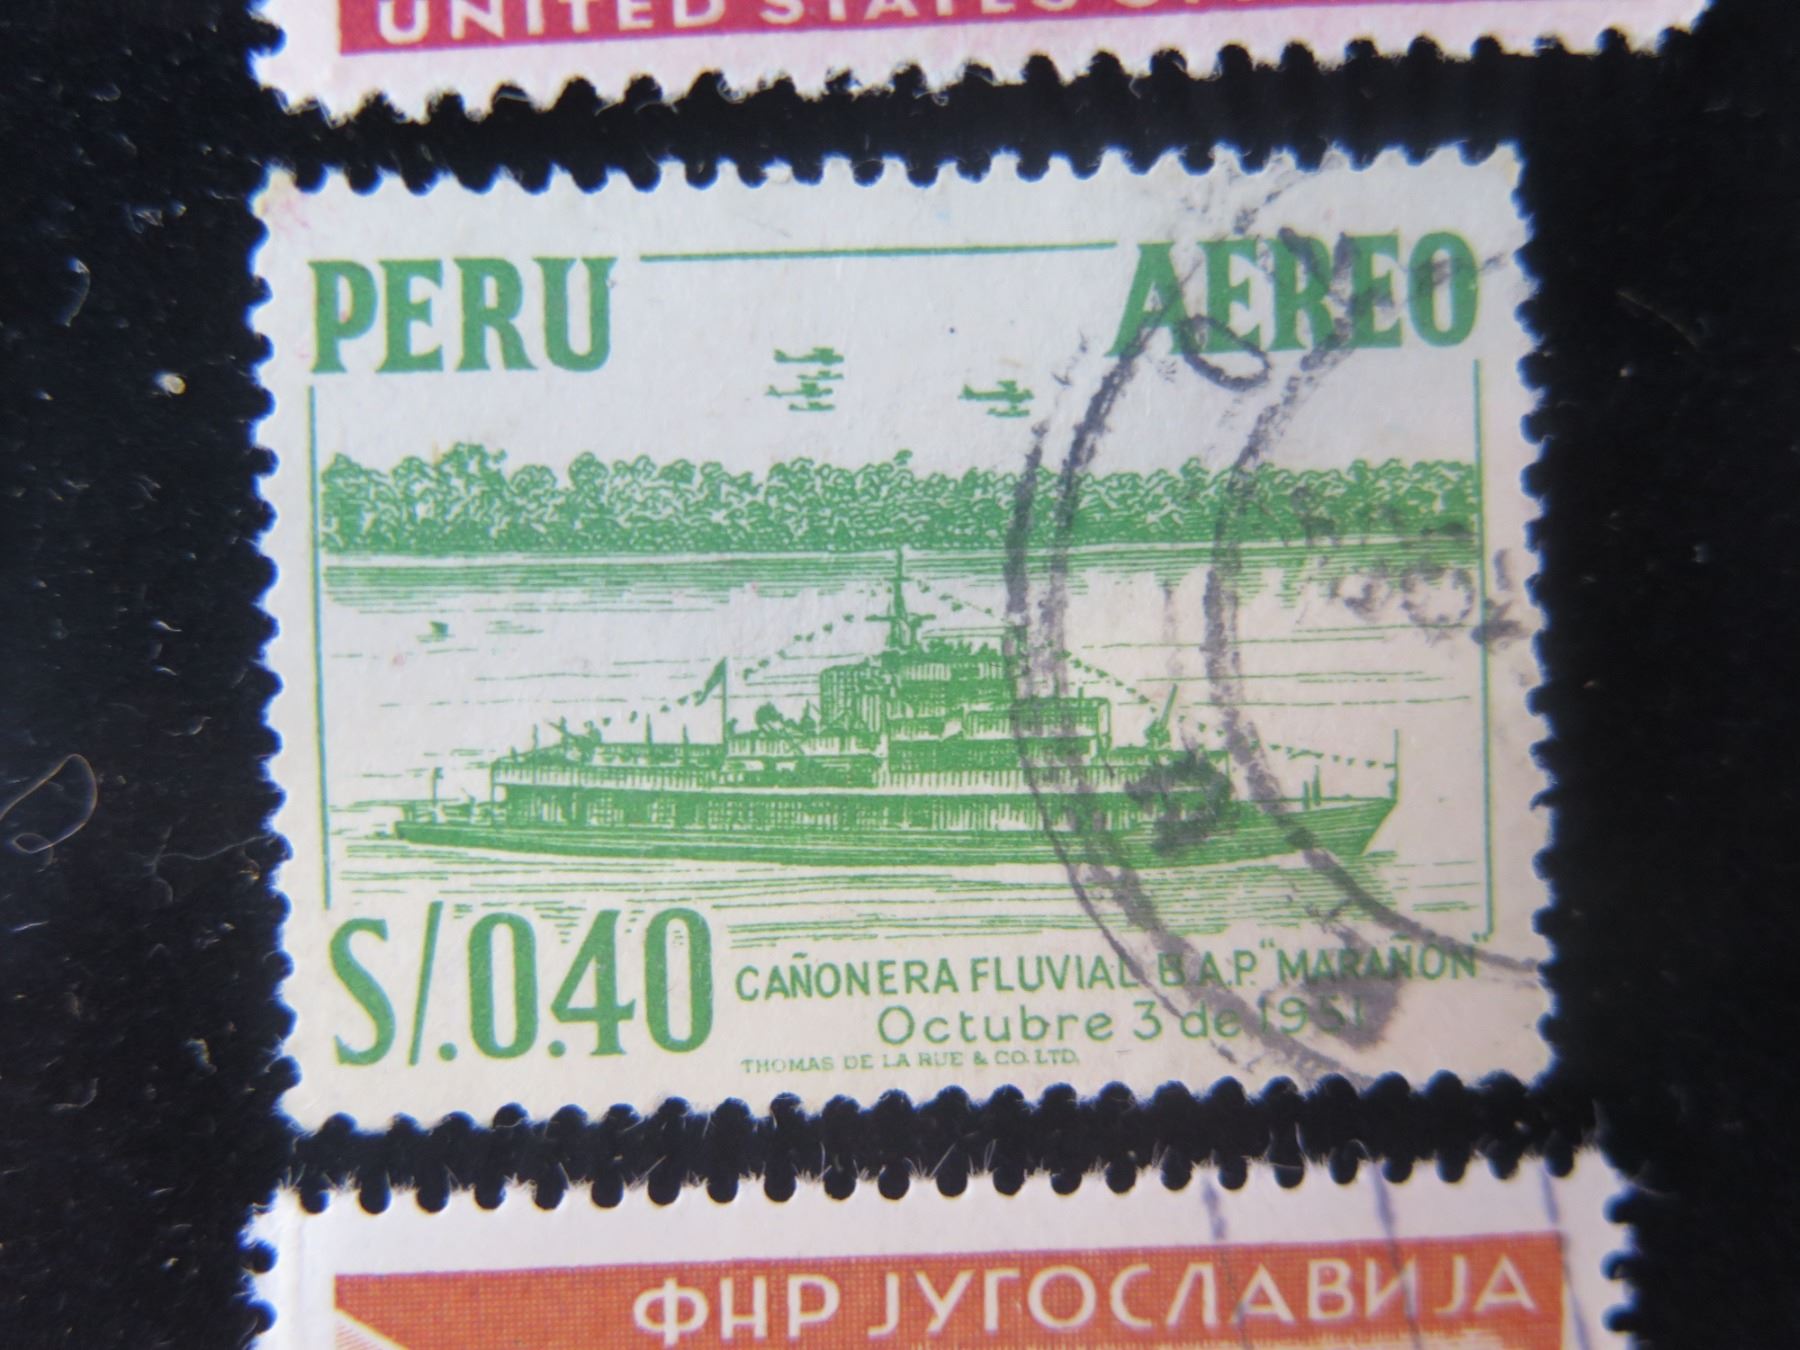 UNITED STATES
PERU AEREO
S/.0.40
CAÑONERA FLUVIAL B.A.P. "MARAÑON"
Octubre 3 de 1951
THOMAS DE LA RUE & CO. LTD.
ФНР ЈУГОСЛАВИЈА